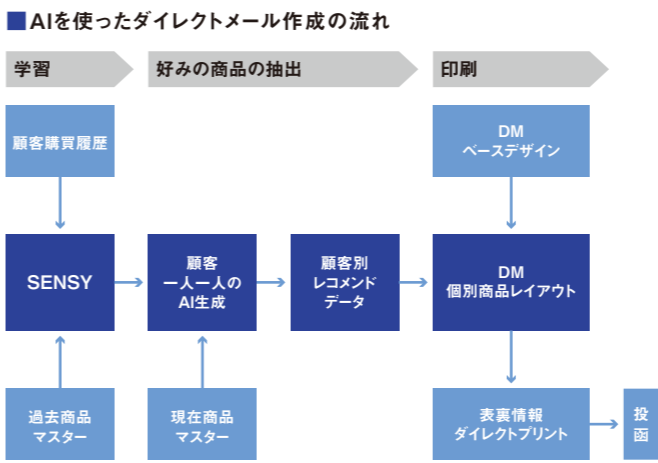 ■AIを使ったダイレクトメール作成の流れ
学習
好みの商品の抽出
印刷
顧客購買履歴
DM
ベースデザイン
SENSY
顧客
一人一人の
AI生成
顧客別
レコメンド
データ
DM
個別商品レイアウト
過去商品
マスター
現在商品
マスター
表裏情報
ダイレクトプリント
投
函